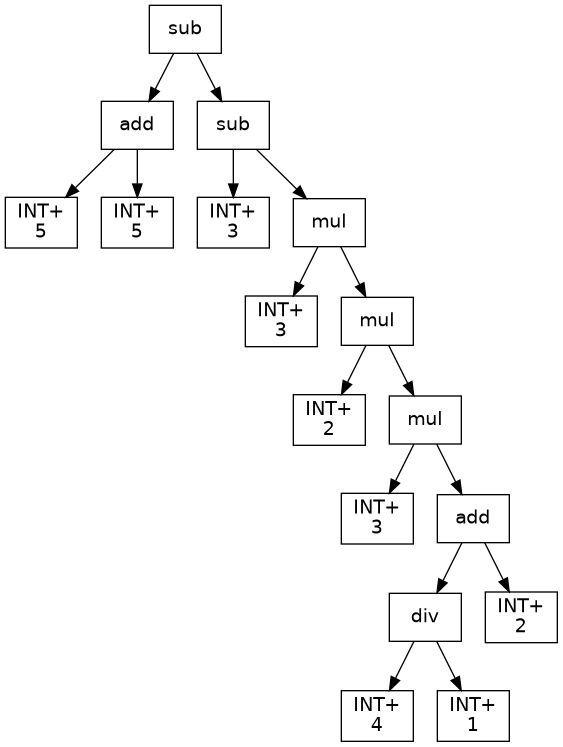 sub
add
sub
INT+
5
INT+
5
INT+
3
mul
INT+
3
mul
INT+
2
mul
INT+
3
add
div
INT+
2
INT+
4
INT+
1